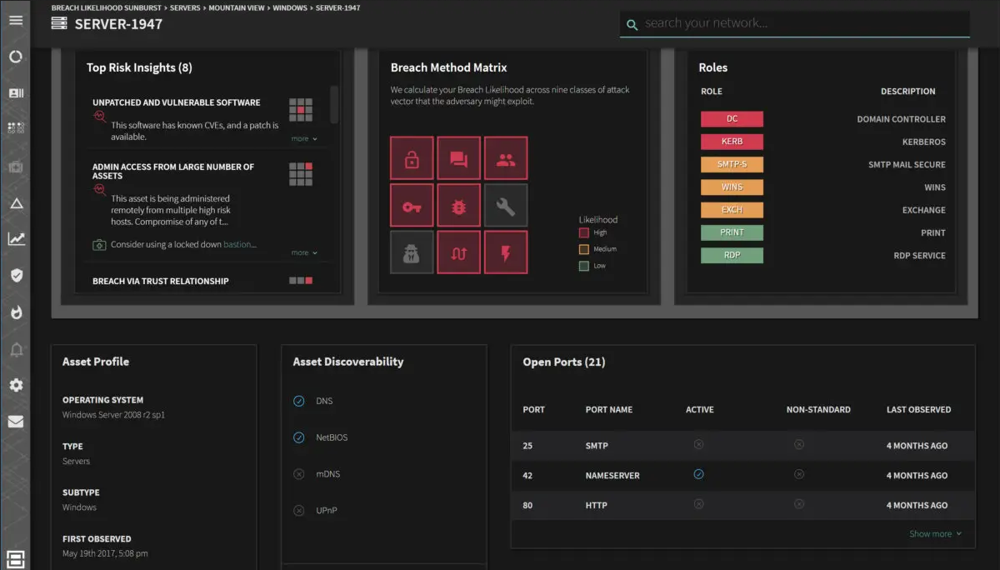 BREACH LIKELIHOOD SUNBURST > SERVERS > MOUNTAIN VIEW > WINDOWS > SERVER-1947
SERVER-1947
search your network...
Top Risk Insights (8)
UNPATCHED AND VULNERABLE SOFTWARE
This software has known CVEs, and a patch is
available.
more
ADMIN ACCESS FROM LARGE NUMBER OF
ASSETS
This asset is being administered
remotely from multiple high risk
hosts. Compromise of any of t...
Consider using a locked down bastion...
more
BREACH VIA TRUST RELATIONSHIP
Breach Method Matrix
We calculate your Breach Likelihood across nine classes of attack
vector that the adversary might exploit.
Likelihood
High
Medium
Low
Roles
ROLE DESCRIPTION
DC DOMAIN CONTROLLER
KERB KERBEROS
SMTP-S SMTP MAIL SECURE
WINS WINS
EXCH EXCHANGE
PRINT PRINT
RDP RDP SERVICE
Asset Profile
OPERATING SYSTEM
Windows Server 2008 r2 sp1
TYPE
Servers
SUBTYPE
Windows
FIRST OBSERVED
May 19th 2017, 5:08 pm
Asset Discoverability
DNS
NetBIOS
mDNS
UPnP
Open Ports (21)
PORT PORT NAME ACTIVE NON-STANDARD LAST OBSERVED
25 SMTP 4 MONTHS AGO
42 NAMESERVER 4 MONTHS AGO
80 HTTP 4 MONTHS AGO
Show more